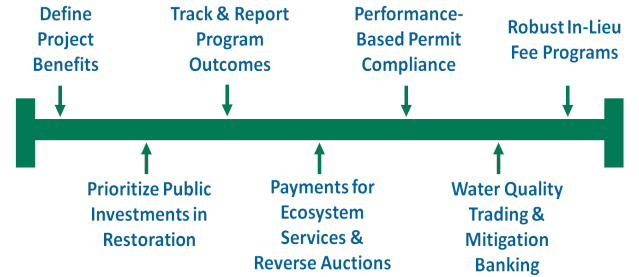 Define
Project
Benefits
Track & Report
Program
Outcomes
Performance-
Based Permit
Compliance
Robust In-Lieu
Fee Programs
Prioritize Public
Investments in
Restoration
Payments for
Ecosystem
Services &
Reverse Auctions
Water Quality
Trading &
Mitigation
Banking